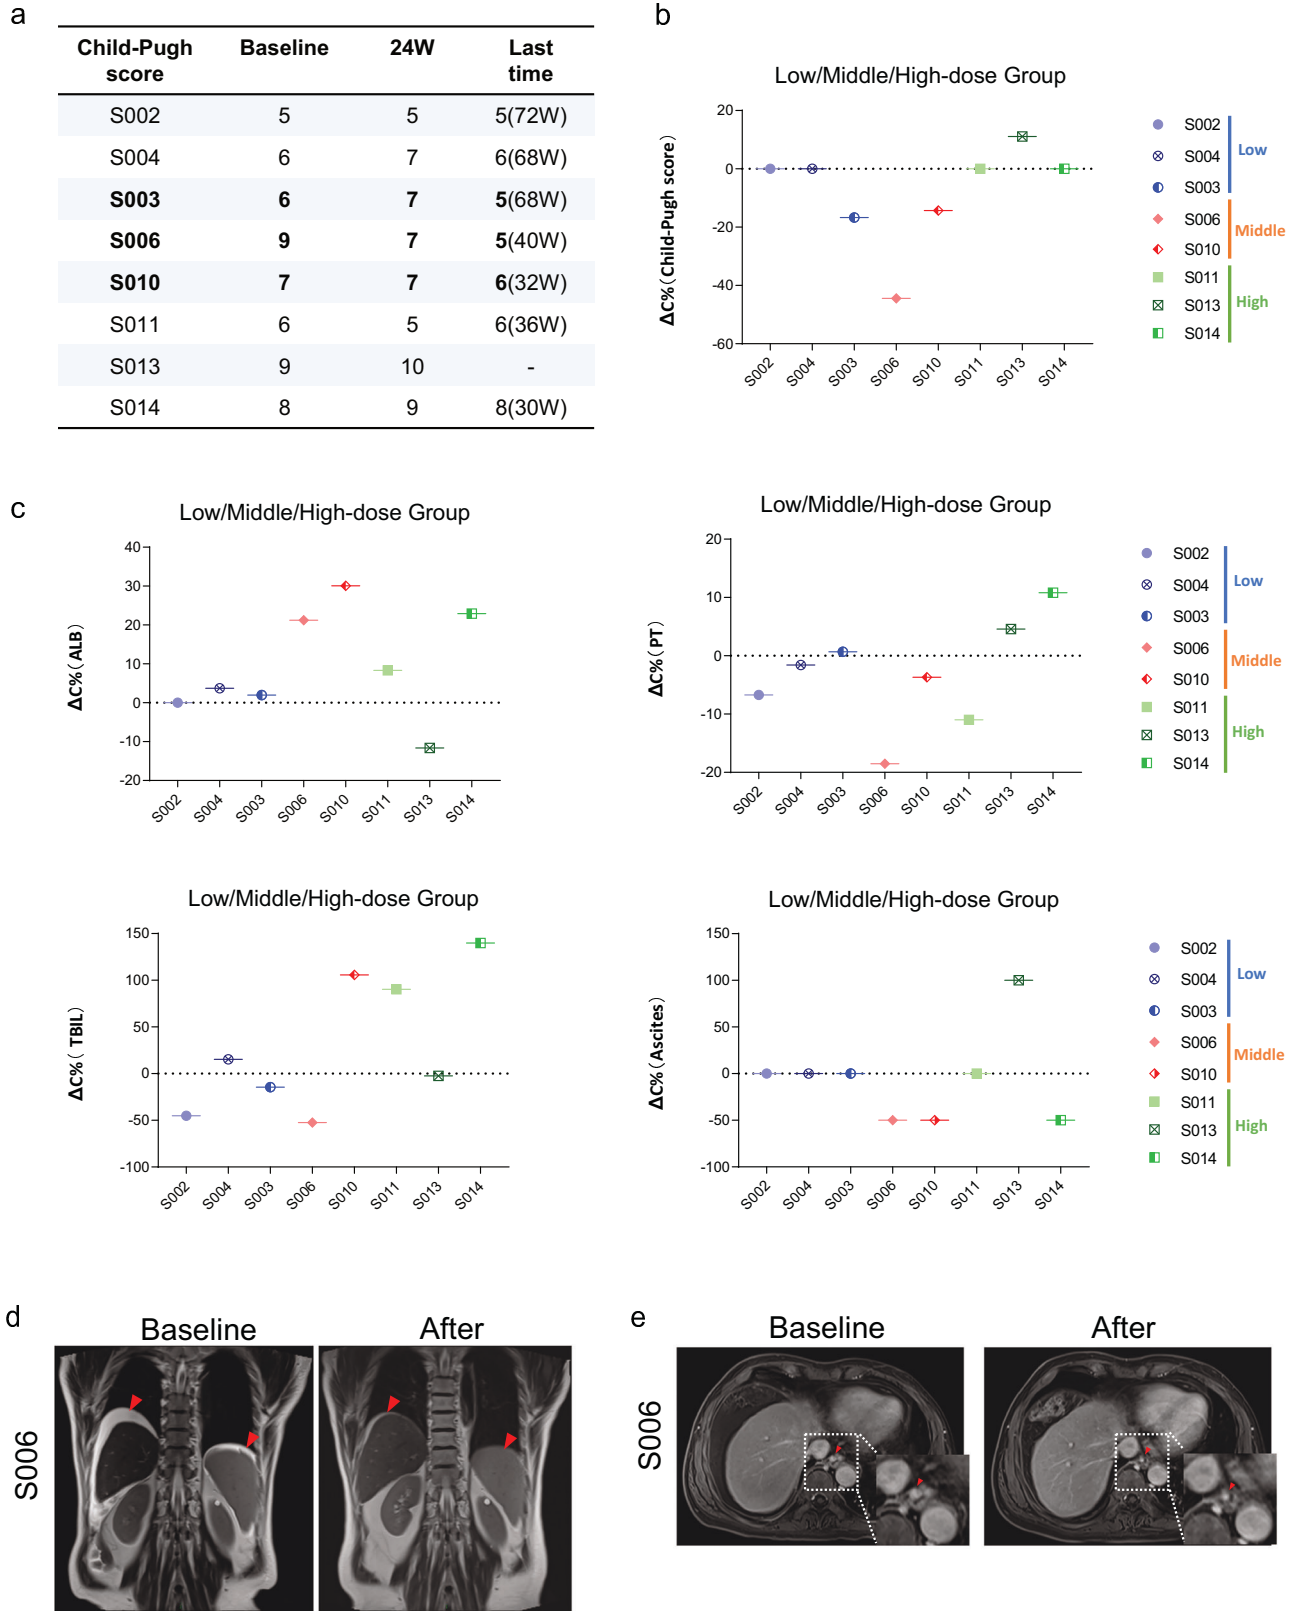 a
Child-Pugh score	Baseline	24W	Last time
S002	5	5	5(72W)
S004	6	7	6(68W)
S003	6	7	5(68W)
S006	9	7	5(40W)
S010	7	7	6(32W)
S011	6	5	6(36W)
S013	9	10	-
S014	8	9	8(30W)
b
Low/Middle/High-dose Group
ΔC%(Child-Pugh score)
20
0
-20
-40
-60
S002 S004 S003 S006 S010 S011 S013 S014
S002
S004
S003
Low
S006
S010
Middle
S011
S013
S014
High
c
Low/Middle/High-dose Group
ΔC%(ALB)
40
30
20
10
0
-10
-20
S002 S004 S003 S006 S010 S011 S013 S014
Low/Middle/High-dose Group
ΔC%(PT)
20
10
0
-10
-20
S002 S004 S003 S006 S010 S011 S013 S014
S002
S004
S003
Low
S006
S010
Middle
S011
S013
S014
High
Low/Middle/High-dose Group
ΔC%( TBIL)
150
100
50
0
-50
-100
S002 S004 S003 S006 S010 S011 S013 S014
Low/Middle/High-dose Group
ΔC%(Ascites)
150
100
50
0
-50
-100
S002 S004 S003 S006 S010 S011 S013 S014
S002
S004
S003
Low
S006
S010
Middle
S011
S013
S014
High
d
Baseline After
S006
e
Baseline After
S006